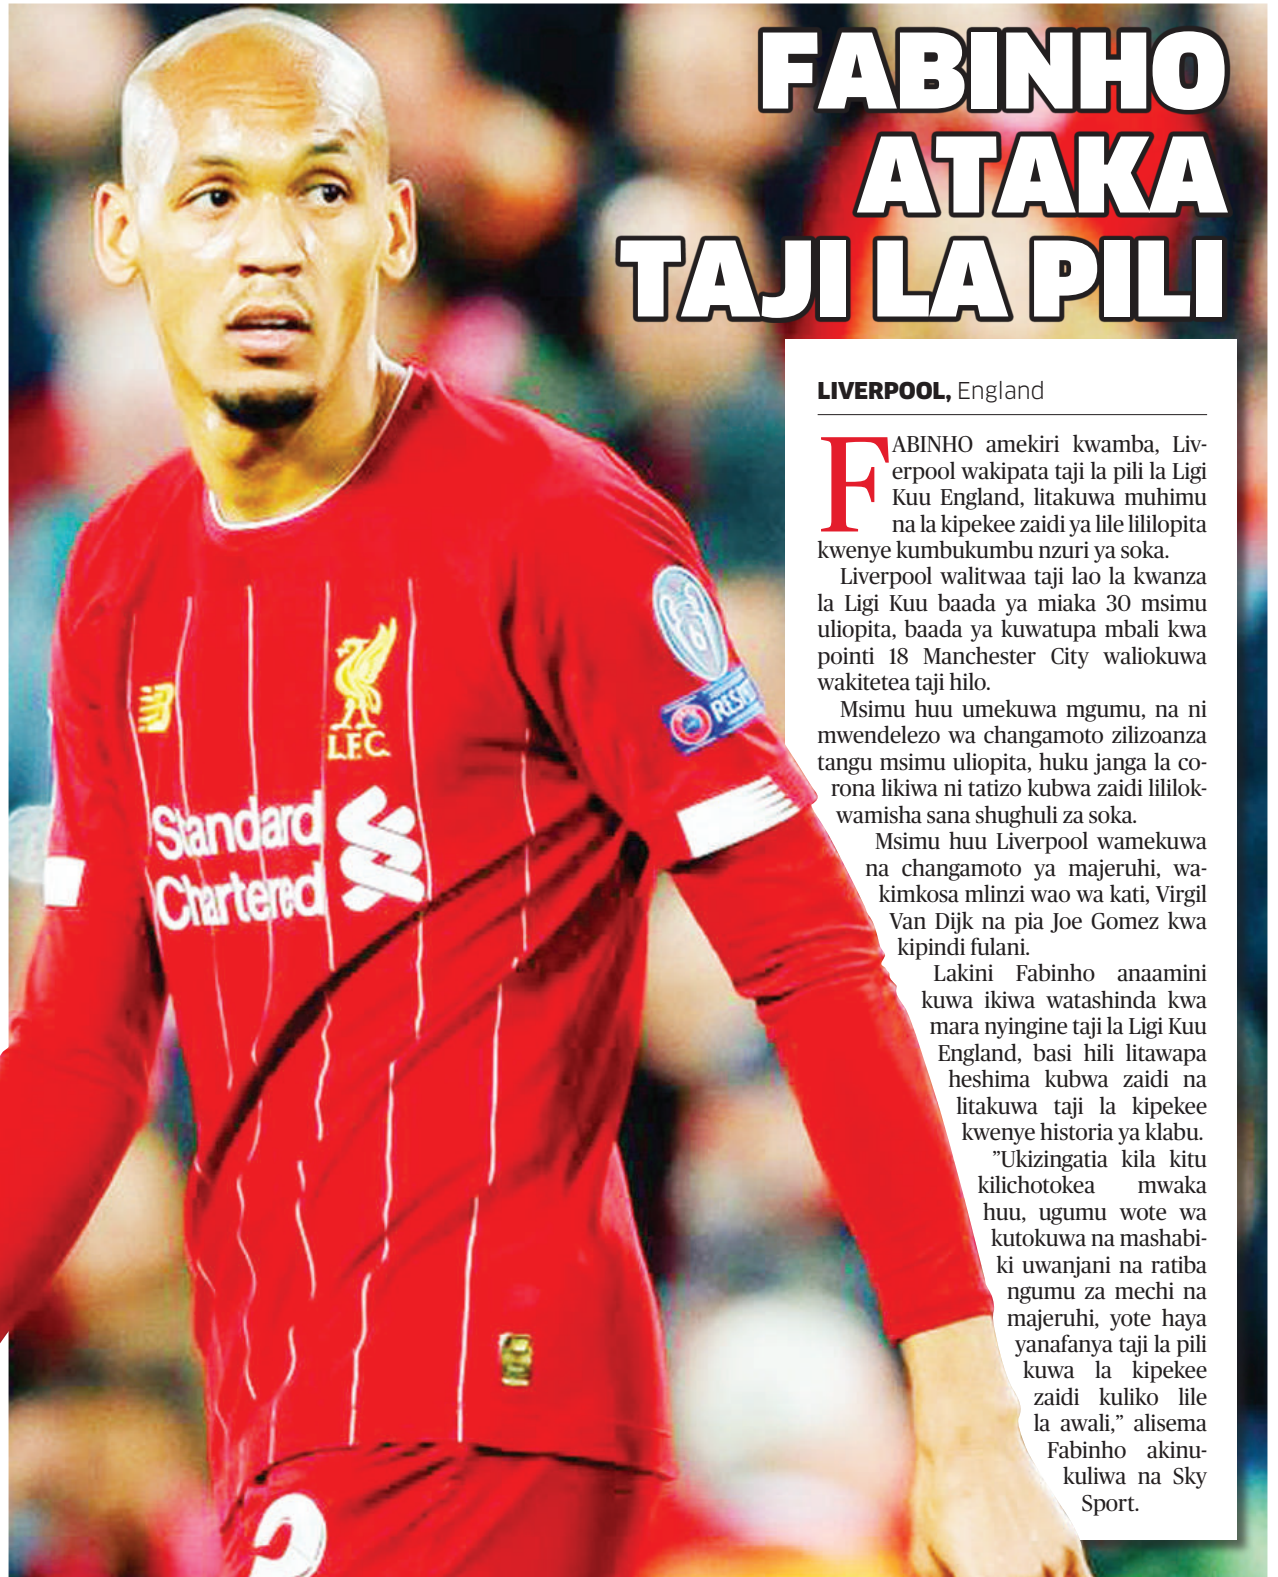 FABINHO
ATAKA
TAJI LA PILI
LIVERPOOL, England
FABINHO amekiri kwamba, Liv-
erpool wakipata taji la pili la Ligi
Kuu England, litakuwa muhimu
na la kipekee zaidi ya lile lililopita
kwenye kumbukumbu nzuri ya soka.
Liverpool walitwaa taji lao la kwanza
la Ligi Kuu baada ya miaka 30 msimu
uliopita, baada ya kuwatupa mbali kwa
pointi 18 Manchester City waliokuwa
wakitetea taji hilo.
Msimu huu umekuwa mgumu, na ni
mwendelezo wa changamoto zilizoanza
tangu msimu uliopita, huku janga la co-
rona likiwa ni tatizo kubwa zaidi lililok-
wamisha sana shughuli za soka.
Msimu huu Liverpool wamekuwa
na changamoto ya majeruhi, wa-
kimkosa mlinzi wao wa kati, Virgil
Van Dijk na pia Joe Gomez kwa
kipindi fulani.
Lakini Fabinho anaamini
kuwa ikiwa watashinda kwa
mara nyingine taji la Ligi Kuu
England, basi hili litawapa
heshima kubwa zaidi na
litakuwa taji la kipekee
kwenye historia ya klabu.
”Ukizingatia kila kitu
kilichotokea mwaka
huu, ugumu wote wa
kutokuwa na mashabi-
ki uwanjani na ratiba
ngumu za mechi na
majeruhi, yote haya
yanafanya taji la pili
kuwa la kipekee
zaidi kuliko lile
la awali,” alisema
Fabinho akinu-
kuliwa na Sky
Sport.
L.F.C.
Standard
Chartered
6